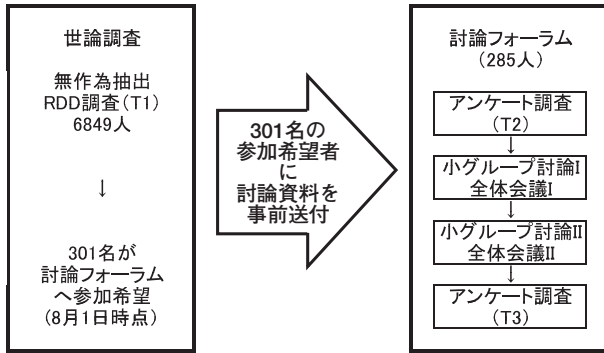 世論調査
無作為抽出
RDD調査(T1)
6849人
↓
301名が
討論フォーラム
へ参加希望
(8月1日時点)
301名の
参加希望者
に
討論資料を
事前送付
討論フォーラム
(285人)
アンケート調査
(T2)
↓
小グループ討論I
全体会議I
↓
小グループ討論II
全体会議II
↓
アンケート調査
(T3)